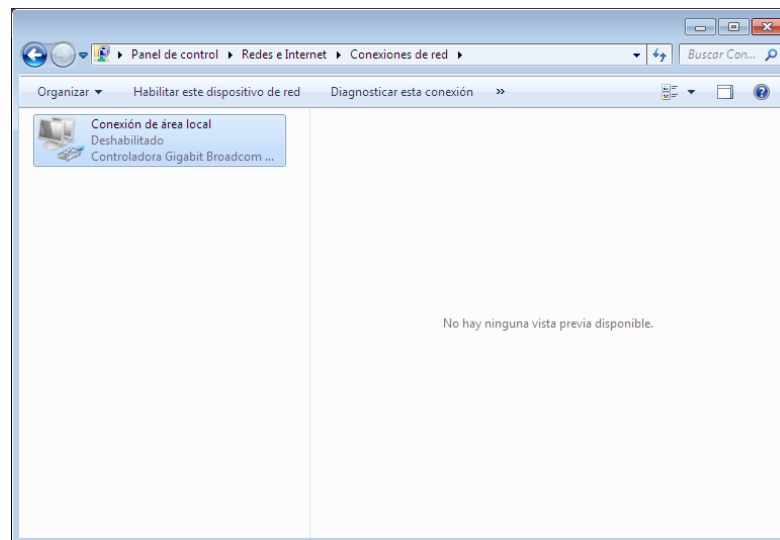 Panel de control Redes e Internet Conexiones de red Buscar Con...
Organizar Habilitar este dispositivo de red Diagnosticar esta conexión »
Conexión de área local
Deshabilitado
Controladora Gigabit Broadcom ...
No hay ninguna vista previa disponible.